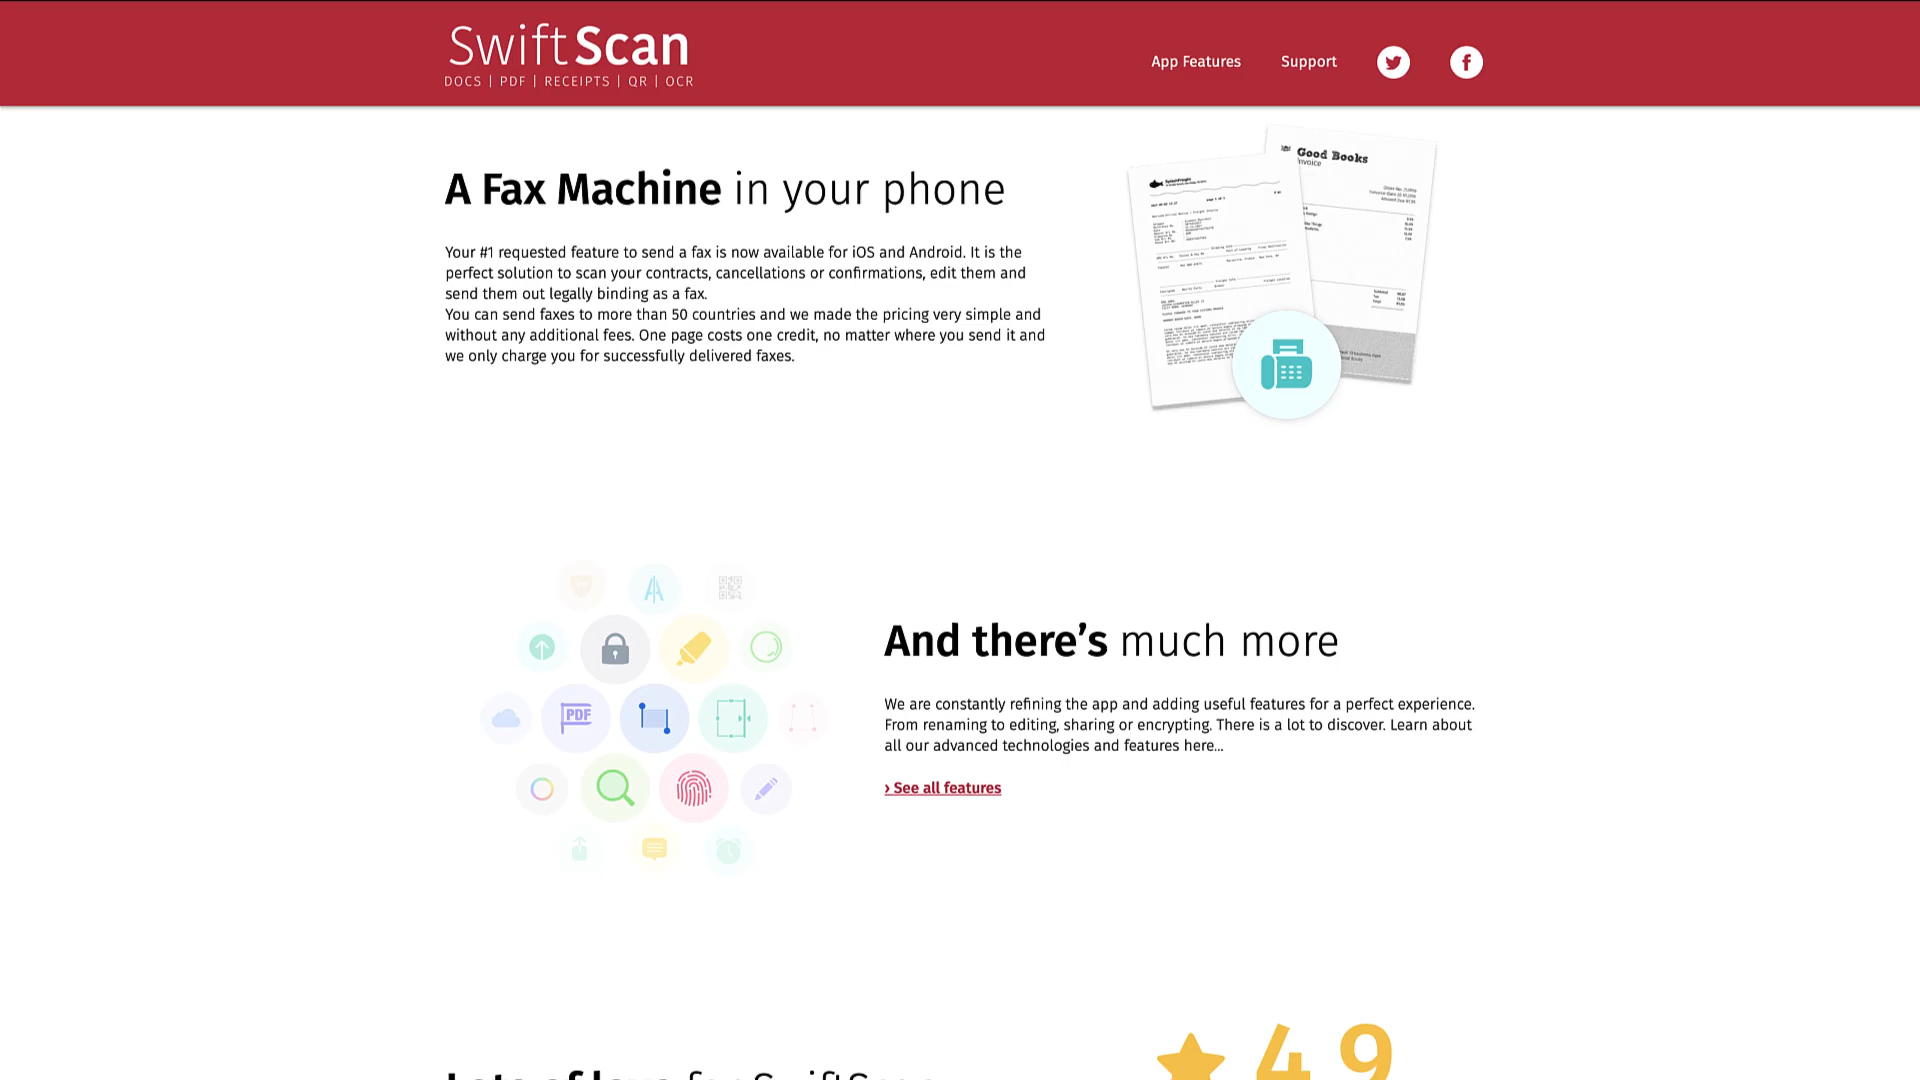 SwiftScan
DOCS | PDF | RECEIPTS | QR | OCR
App Features
Support
A Fax Machine in your phone
Your #1 requested feature to send a fax is now available for iOS and Android. It is the
perfect solution to scan your contracts, cancellations or confirmations, edit them and
send them out legally binding as a fax.
You can send faxes to more than 50 countries and we made the pricing very simple and
without any additional fees. One page costs one credit, no matter where you send it and
we only charge you for successfully delivered faxes.
Good Books
Invoice
PDF
And there's much more
We are constantly refining the app and adding useful features for a perfect experience.
From renaming to editing, sharing or encrypting. There is a lot to discover. Learn about
all our advanced technologies and features here...
› See all features
Lots of love for SwiftScan
4.9